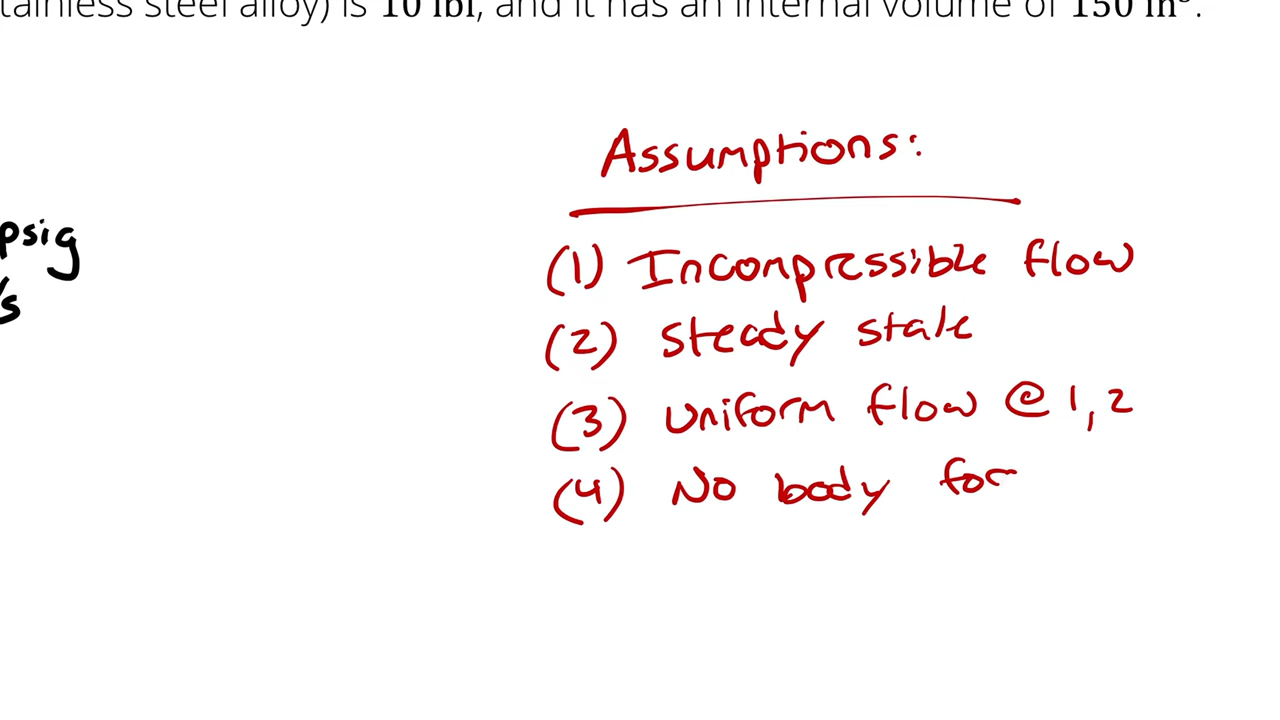 tainless steel alloy) is 10 lbf, and it has an internal volume of 150 in³.
Assumptions:
psig
/s
(1) Incompressible flow
(2) Steady state
(3) Uniform flow @ 1, 2
(4) No body for